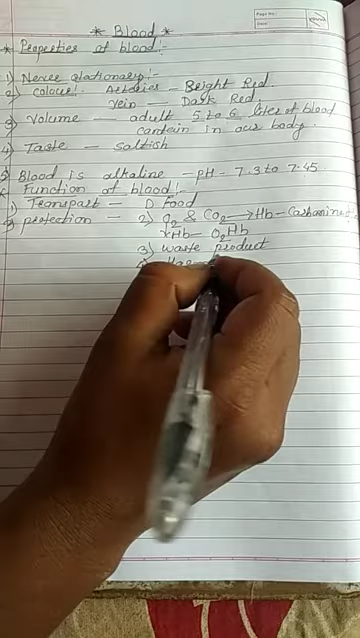 Page No.:
Date:
* Blood *
* Properties of blood:-
1) Never stationary:-
2) colour:- Arteries - Bright Red.
vein - Dark Red.
3) Volume - adult 5 to 6 liter of blood
contain in our body.
4) Taste - saltish
5) Blood is alkaline - pH - 7.3 to 7.45
Function of blood:-
1) Transport - 1) Food
2) protection - 2) O2 & CO2 → Hb -
O2Hb
3) waste product